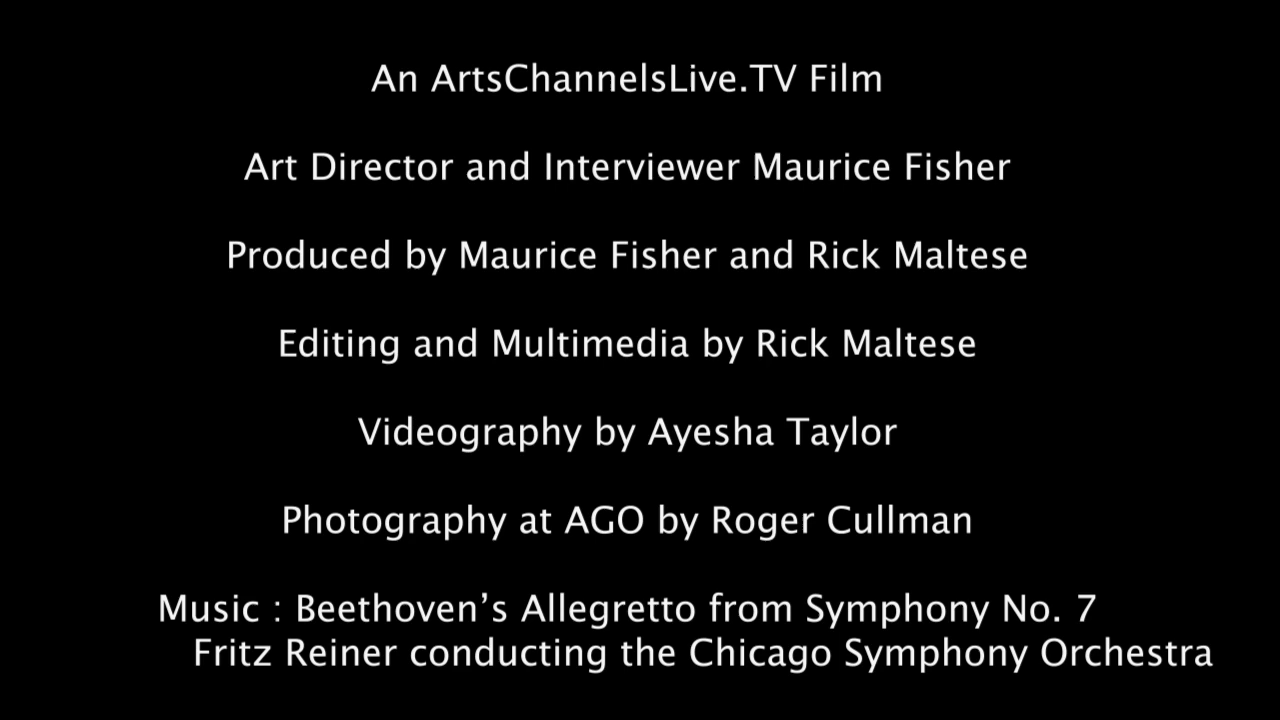 An ArtsChannelsLive.TV Film
Art Director and Interviewer Maurice Fisher
Produced by Maurice Fisher and Rick Maltese
Editing and Multimedia by Rick Maltese
Videography by Ayesha Taylor
Photography at AGO by Roger Cullman
Music : Beethoven’s Allegretto from Symphony No. 7
Fritz Reiner conducting the Chicago Symphony Orchestra